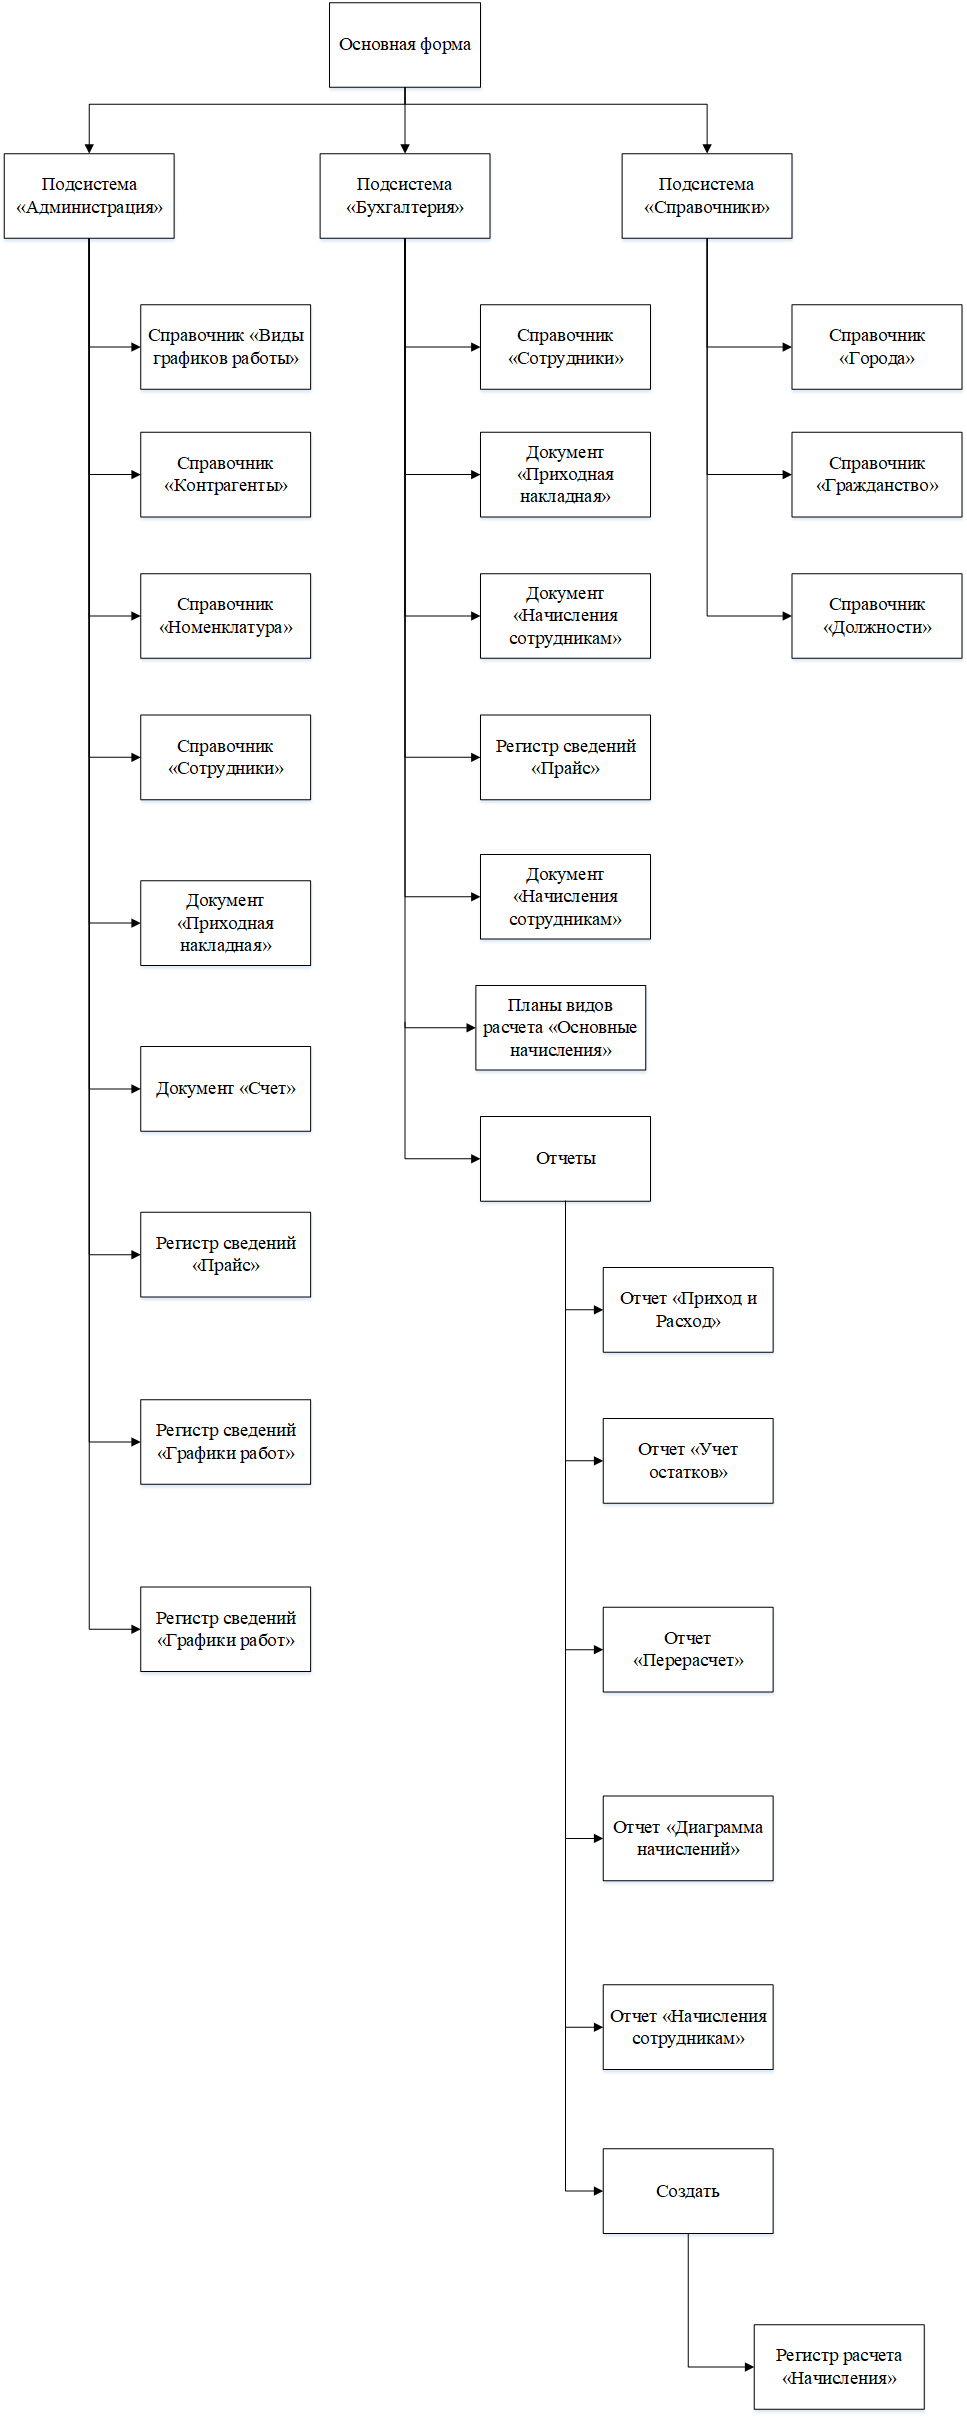 Основная форма
Подсистема
«Администрация»
Подсистема
«Бухгалтерия»
Подсистема
«Справочники»
Справочник «Виды
графиков работы»
Справочник
«Контрагенты»
Справочник
«Номенклатура»
Справочник
«Сотрудники»
Документ
«Приходная
накладная»
Документ «Счет»
Регистр сведений
«Прайс»
Регистр сведений
«Графики работ»
Регистр сведений
«Графики работ»
Справочник
«Сотрудники»
Документ
«Приходная
накладная»
Документ
«Начисления
сотрудникам»
Регистр сведений
«Прайс»
Документ
«Начисления
сотрудникам»
Планы видов
расчета «Основные
начисления»
Отчеты
Отчет «Приход и
Расход»
Отчет «Учет
остатков»
Отчет
«Перерасчет»
Отчет «Диаграмма
начислений»
Отчет «Начисления
сотрудникам»
Создать
Регистр расчета
«Начисления»
Справочник
«Города»
Справочник
«Гражданство»
Справочник
«Должности»